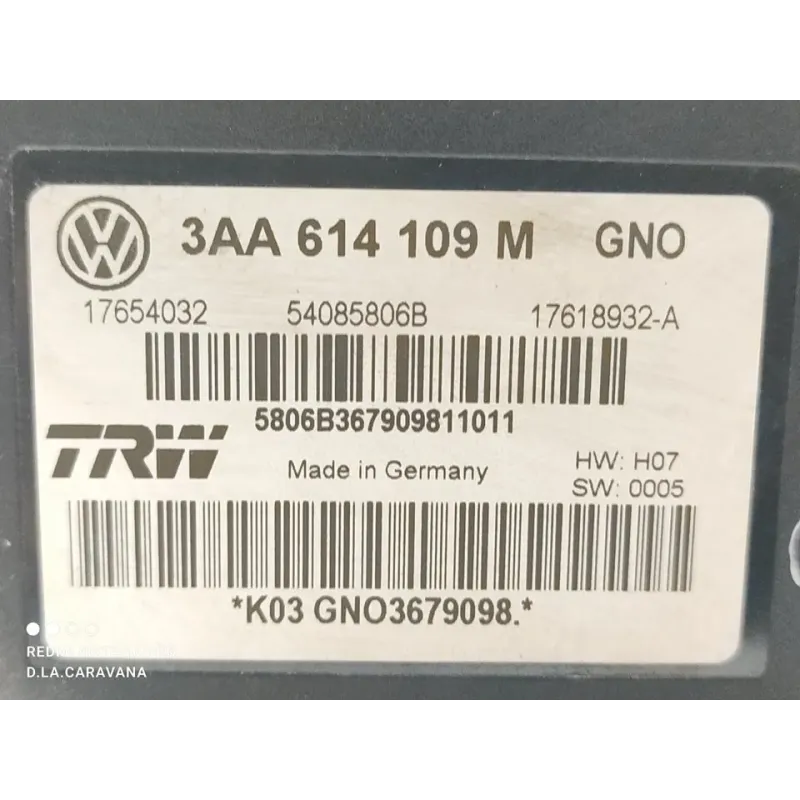 3AA 614 109 M GNO
17654032 54085806B 17618932-A
5806B367909811011
TRW Made in Germany HW: H07
SW: 0005
*K03 GNO3679098.*
D.LA.CARAVANA